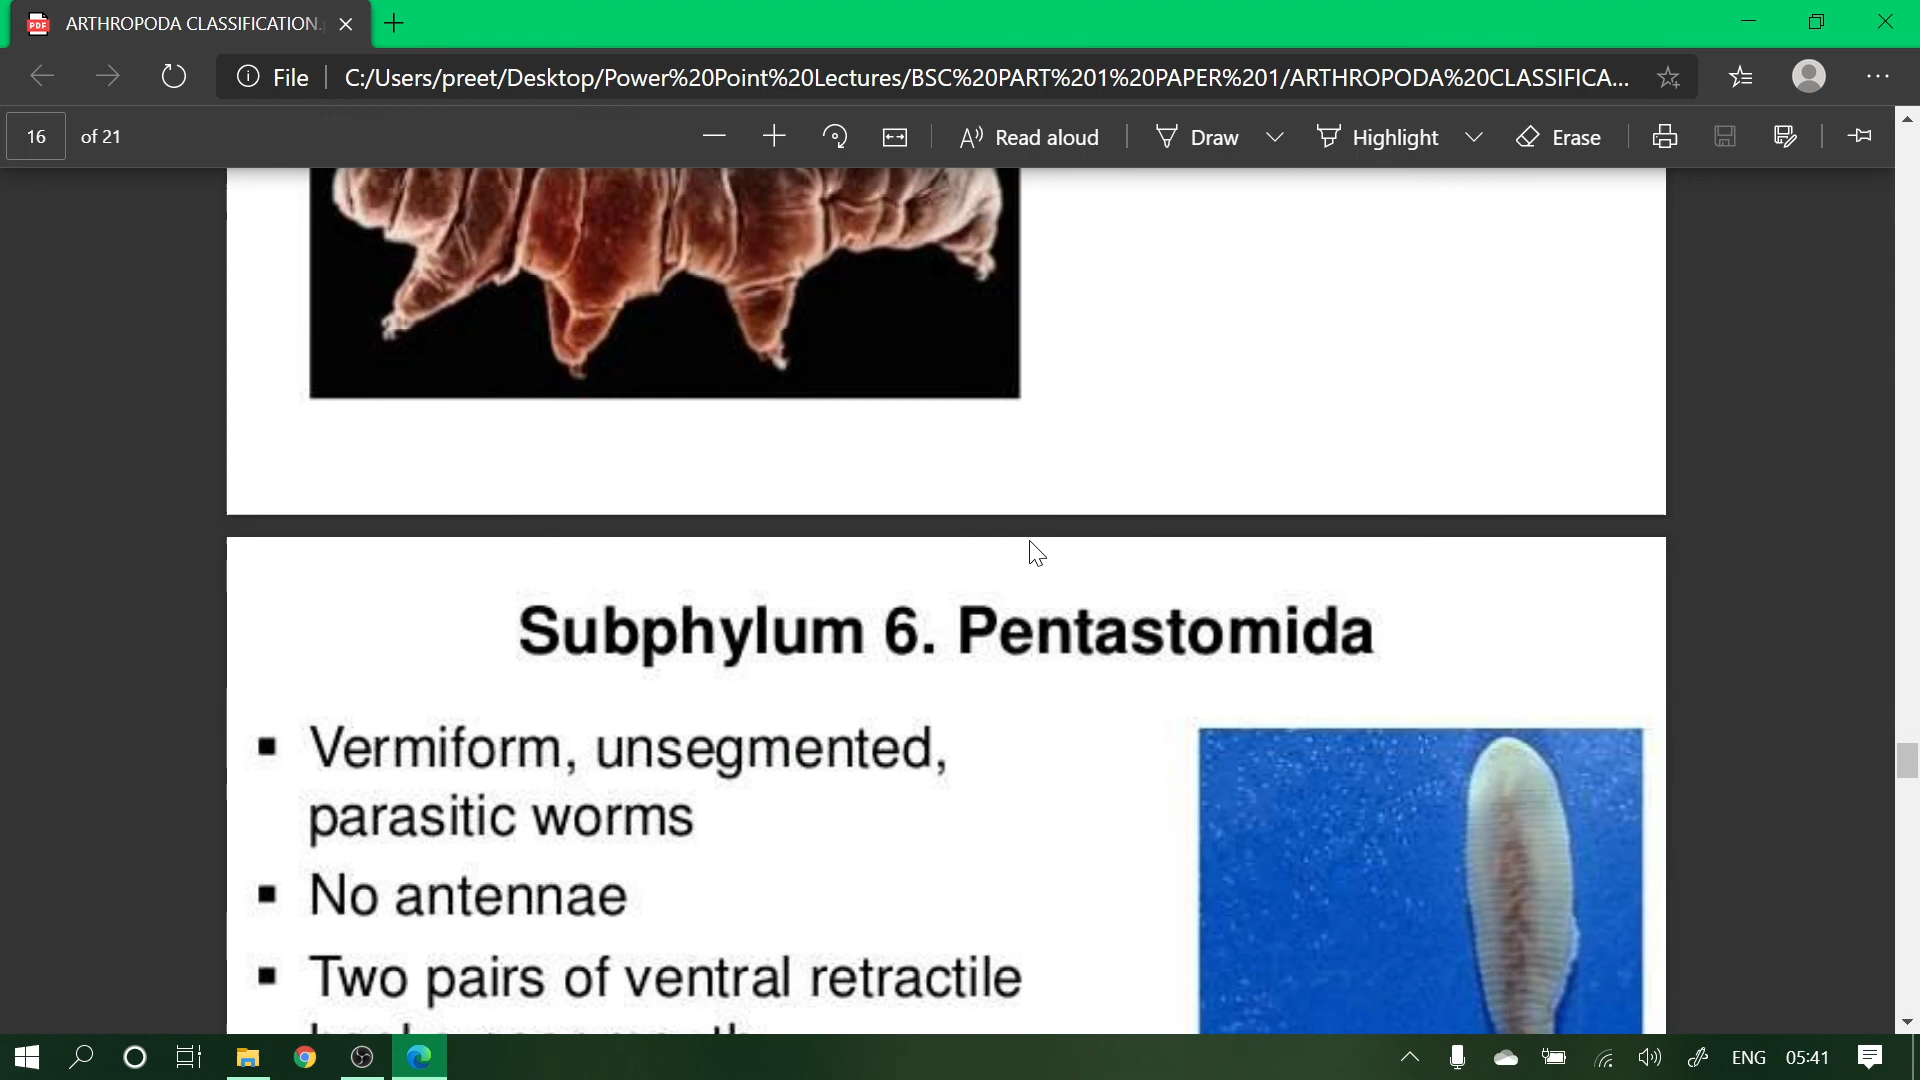 ARTHROPODA CLASSIFICATION.
File
C:/Users/preet/Desktop/Power%20Point%20Lectures/BSC%20PART%201%20PAPER%201/ARTHROPODA%20CLASSIFICA...
16 of 21
Read aloud
Draw
Highlight
Erase
Subphylum 6. Pentastomida
▪ Vermiform, unsegmented,
parasitic worms
▪ No antennae
▪ Two pairs of ventral retractile
ENG 05:41